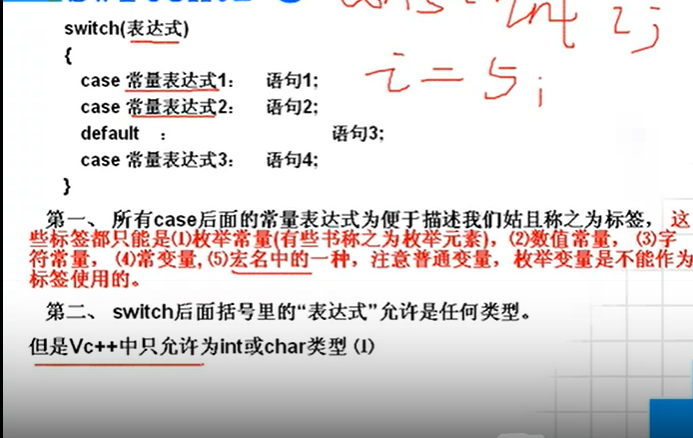 switch(表达式)
{
case 常量表达式1： 语句1;
case 常量表达式2： 语句2;
default ： 语句3;
case 常量表达式3： 语句4;
}
i = 5;
第一、 所有case后面的常量表达式为便于描述我们姑且称之为标签，这
些标签都只能是⑴枚举常量(有些书称之为枚举元素)，⑵数值常量，⑶字
符常量，⑷常变量,⑸宏名中的一种，注意普通变量，枚举变量是不能作为
标签使用的。
第二、 switch后面括号里的“表达式”允许是任何类型。
但是Vc++中只允许为int或char类型 ⑴